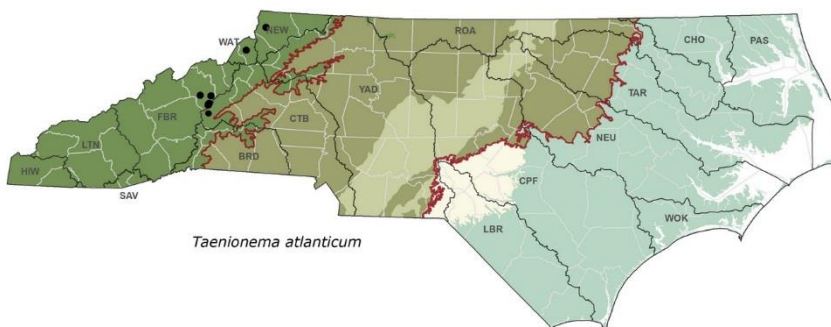 NEW
WAT
ROA
CHO
PAS
YAD
TAR
FBR
CTB
NEU
LTN
BRD
HIW
CPF
SAV
WOK
LBR
Taenionema atlanticum